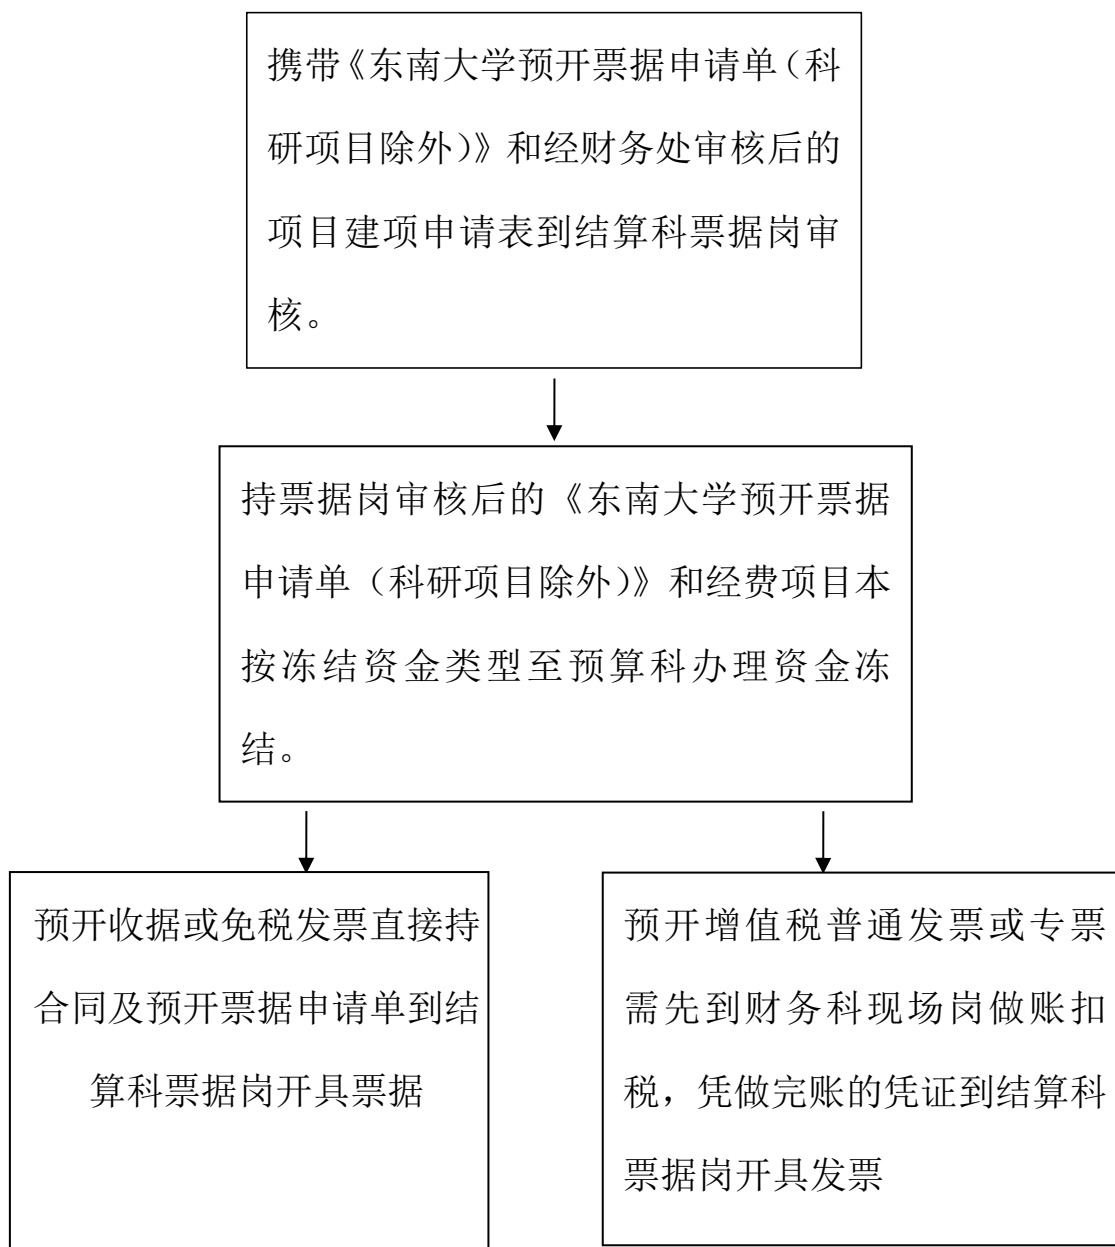 携带《东南大学预开票据申请单（科
研项目除外）》和经财务处审核后的
项目建项申请表到结算科票据岗审
核。
持票据岗审核后的《东南大学预开票据
申请单（科研项目除外）》和经费项目本
按冻结资金类型至预算科办理资金冻
结。
预开收据或免税发票直接持
合同及预开票据申请单到结
算科票据岗开具票据
预开增值税普通发票或专票
需先到财务科现场岗做账扣
税，凭做完账的凭证到结算科
票据岗开具发票